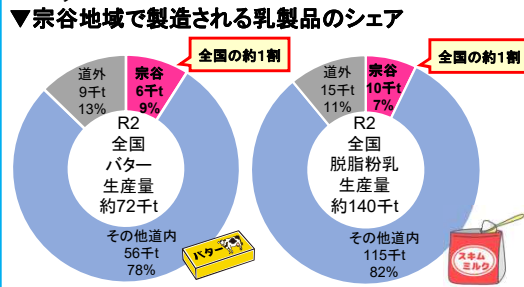 ▼宗谷地域で製造される乳製品のシェア
全国の約1割
道外
9千t
13%
宗谷
6千t
9%
R2
全国
バター
生産量
約72千t
その他道内
56千t
78%
バター
全国の約1割
道外
15千t
11%
宗谷
10千t
7%
R2
全国
脱脂粉乳
生産量
約140千t
その他道内
115千t
82%
スキム
ミルク